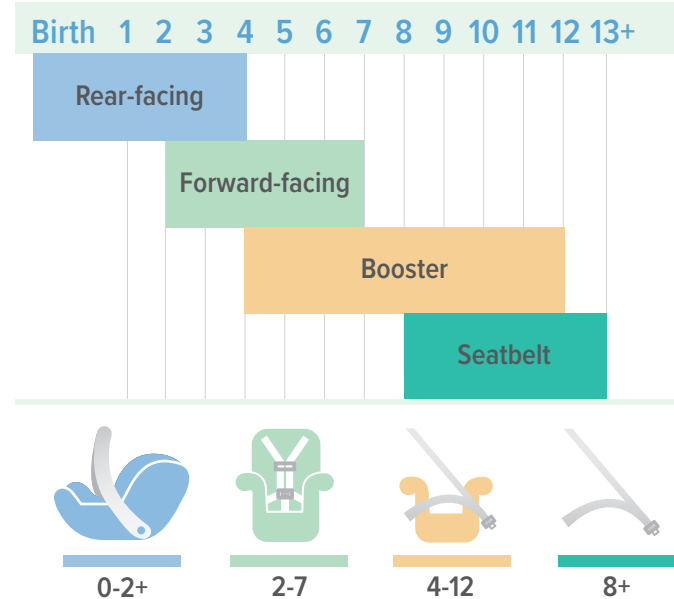 Birth 1 2 3 4 5 6 7 8 9 10 11 12 13+
Rear-facing
Forward-facing
Booster
Seatbelt
0-2+ 2-7 4-12 8+